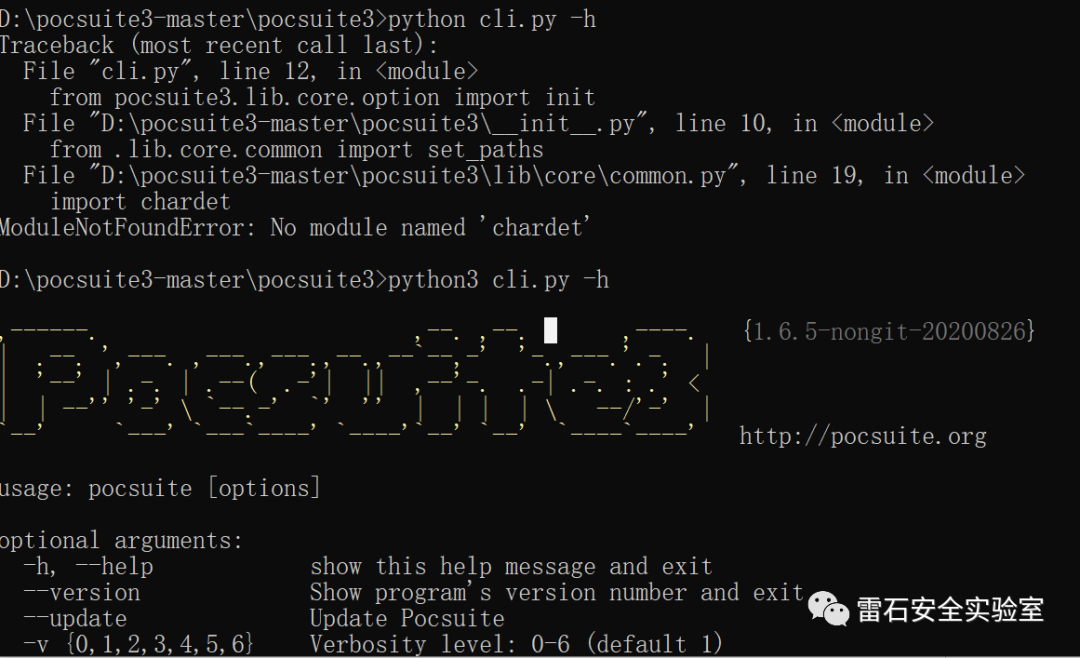 D:\pocsuite3-master\pocsuite3>python cli.py -h
Traceback (most recent call last):
File "cli.py", line 12, in <module>
from pocsuite3.lib.core.option import init
File "D:\pocsuite3-master\pocsuite3\__init__.py", line 10, in <module>
from .lib.core.common import set_paths
File "D:\pocsuite3-master\pocsuite3\lib\core\common.py", line 19, in <module>
import chardet
ModuleNotFoundError: No module named 'chardet'
D:\pocsuite3-master\pocsuite3>python3 cli.py -h
Pocsuite3
{1.6.5-nongit-20200826}
http://pocsuite.org
usage: pocsuite [options]
optional arguments:
-h, --help show this help message and exit
--version Show program's version number and exit
--update Update Pocsuite
-v {0,1,2,3,4,5,6} Verbosity level: 0-6 (default 1)
雷石安全实验室